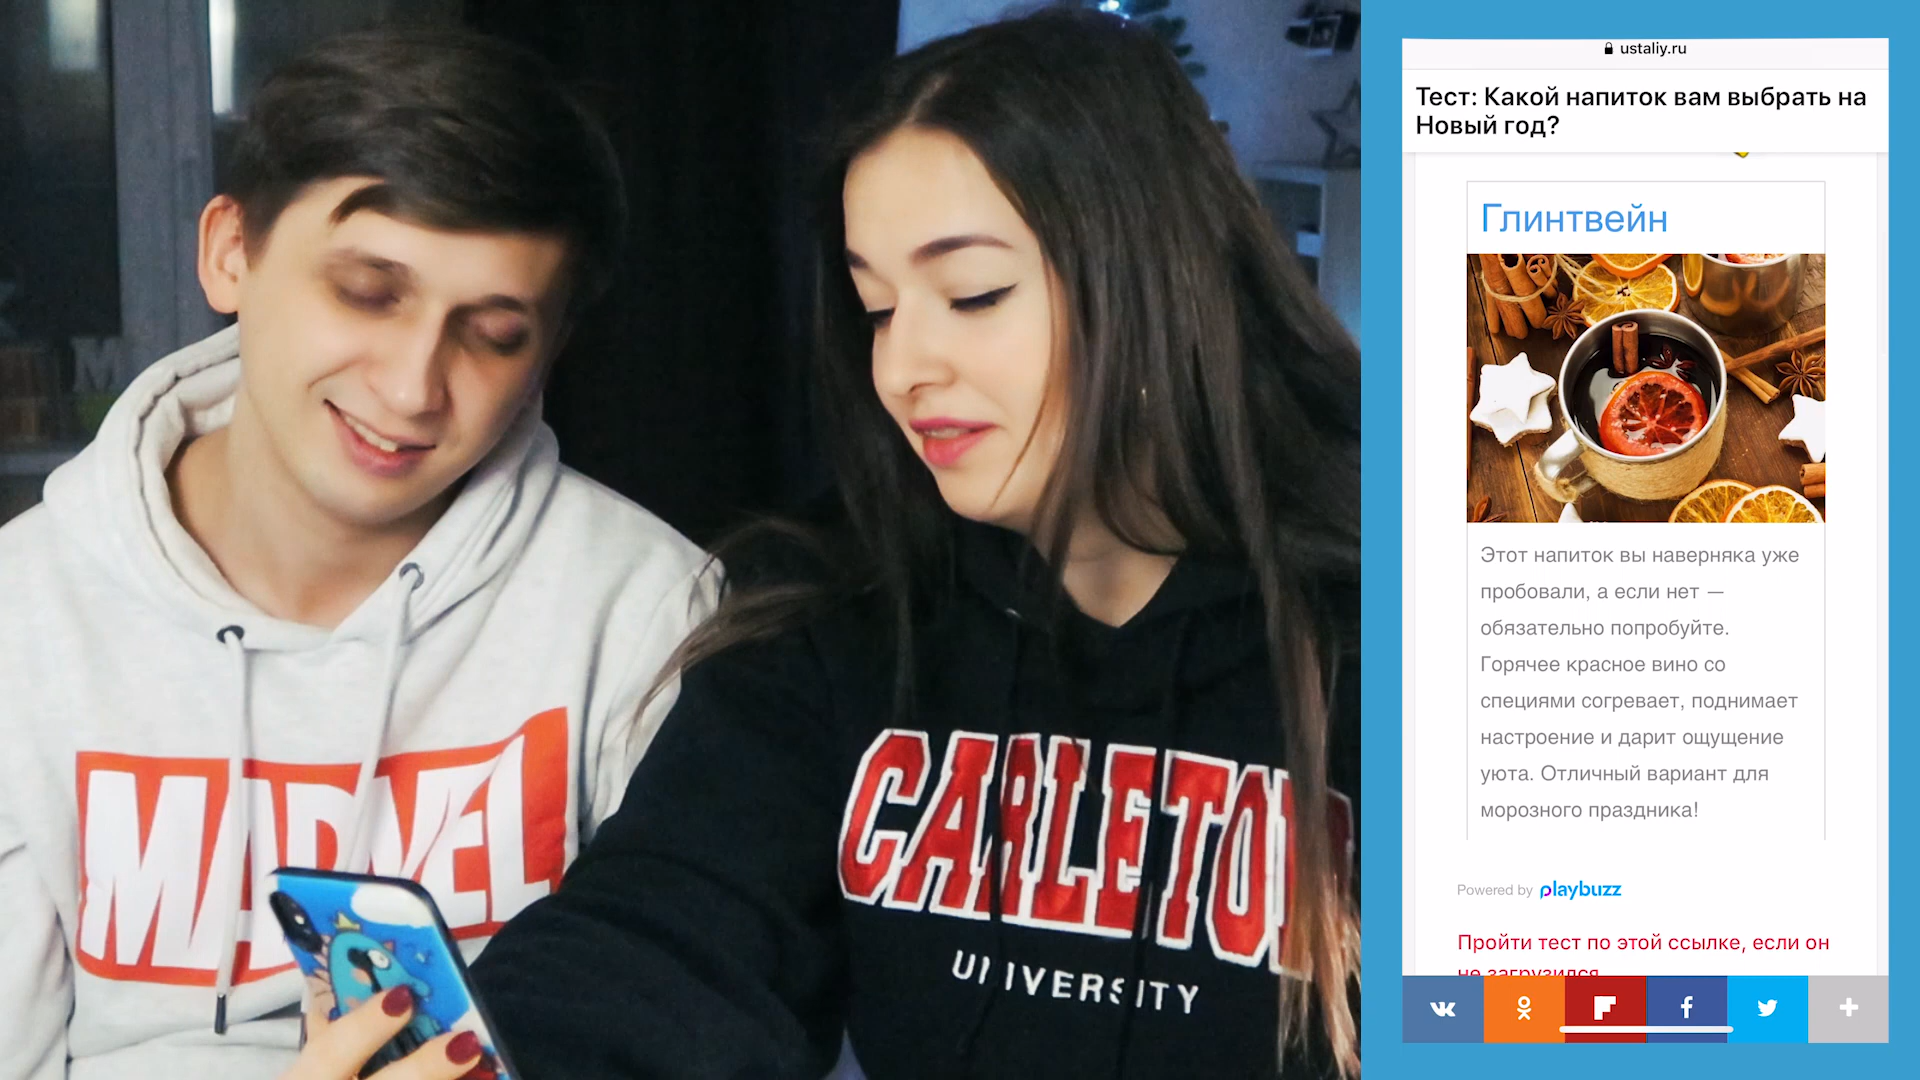 MARVEL
CARLETON
UNIVERSITY
ustaliy.ru
Тест: Какой напиток вам выбрать на
Новый год?
Глинтвейн
Этот напиток вы наверняка уже
пробовали, а если нет —
обязательно попробуйте.
Горячее красное вино со
специями согревает, поднимает
настроение и дарит ощущение
уюта. Отличный вариант для
морозного праздника!
Powered by playbuzz
Пройти тест по этой ссылке, если он
не загрузился